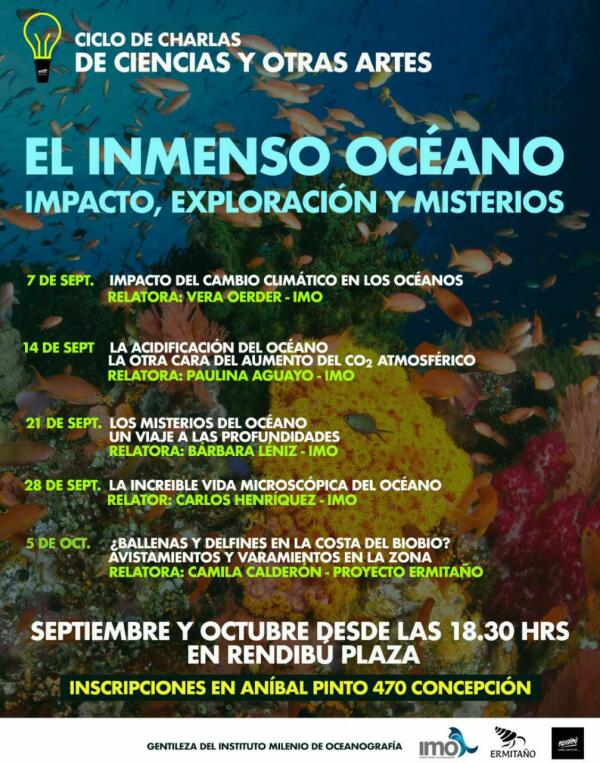 CICLO DE CHARLAS
DE CIENCIAS Y OTRAS ARTES
EL INMENSO OCÉANO
IMPACTO, EXPLORACIÓN Y MISTERIOS
7 DE SEPT. IMPACTO DEL CAMBIO CLIMÁTICO EN LOS OCÉANOS
RELATORA: VERA OERDER - IMO
14 DE SEPT LA ACIDIFICACIÓN DEL OCÉANO
LA OTRA CARA DEL AUMENTO DEL CO₂ ATMOSFÉRICO
RELATORA: PAULINA AGUAYO - IMO
21 DE SEPT. LOS MISTERIOS DEL OCÉANO
UN VIAJE A LAS PROFUNDIDADES
RELATORA: BÁRBARA LÉNIZ - IMO
28 DE SEPT. LA INCREIBLE VIDA MICROSCÓPICA DEL OCÉANO
RELATOR: CARLOS HENRÍQUEZ - IMO
5 DE OCT. ¿BALLENAS Y DELFINES EN LA COSTA DEL BIOBIO?
AVISTAMIENTOS Y VARAMIENTOS EN LA ZONA
RELATORA: CAMILA CALDERÓN - PROYECTO ERMITAÑO
SEPTIEMBRE Y OCTUBRE DESDE LAS 18.30 HRS
EN RENDIBÚ PLAZA
INSCRIPCIONES EN ANÍBAL PINTO 470 CONCEPCIÓN
GENTILEZA DEL INSTITUTO MILENIO DE OCEANOGRAFÍA
IMO
ERMITAÑO